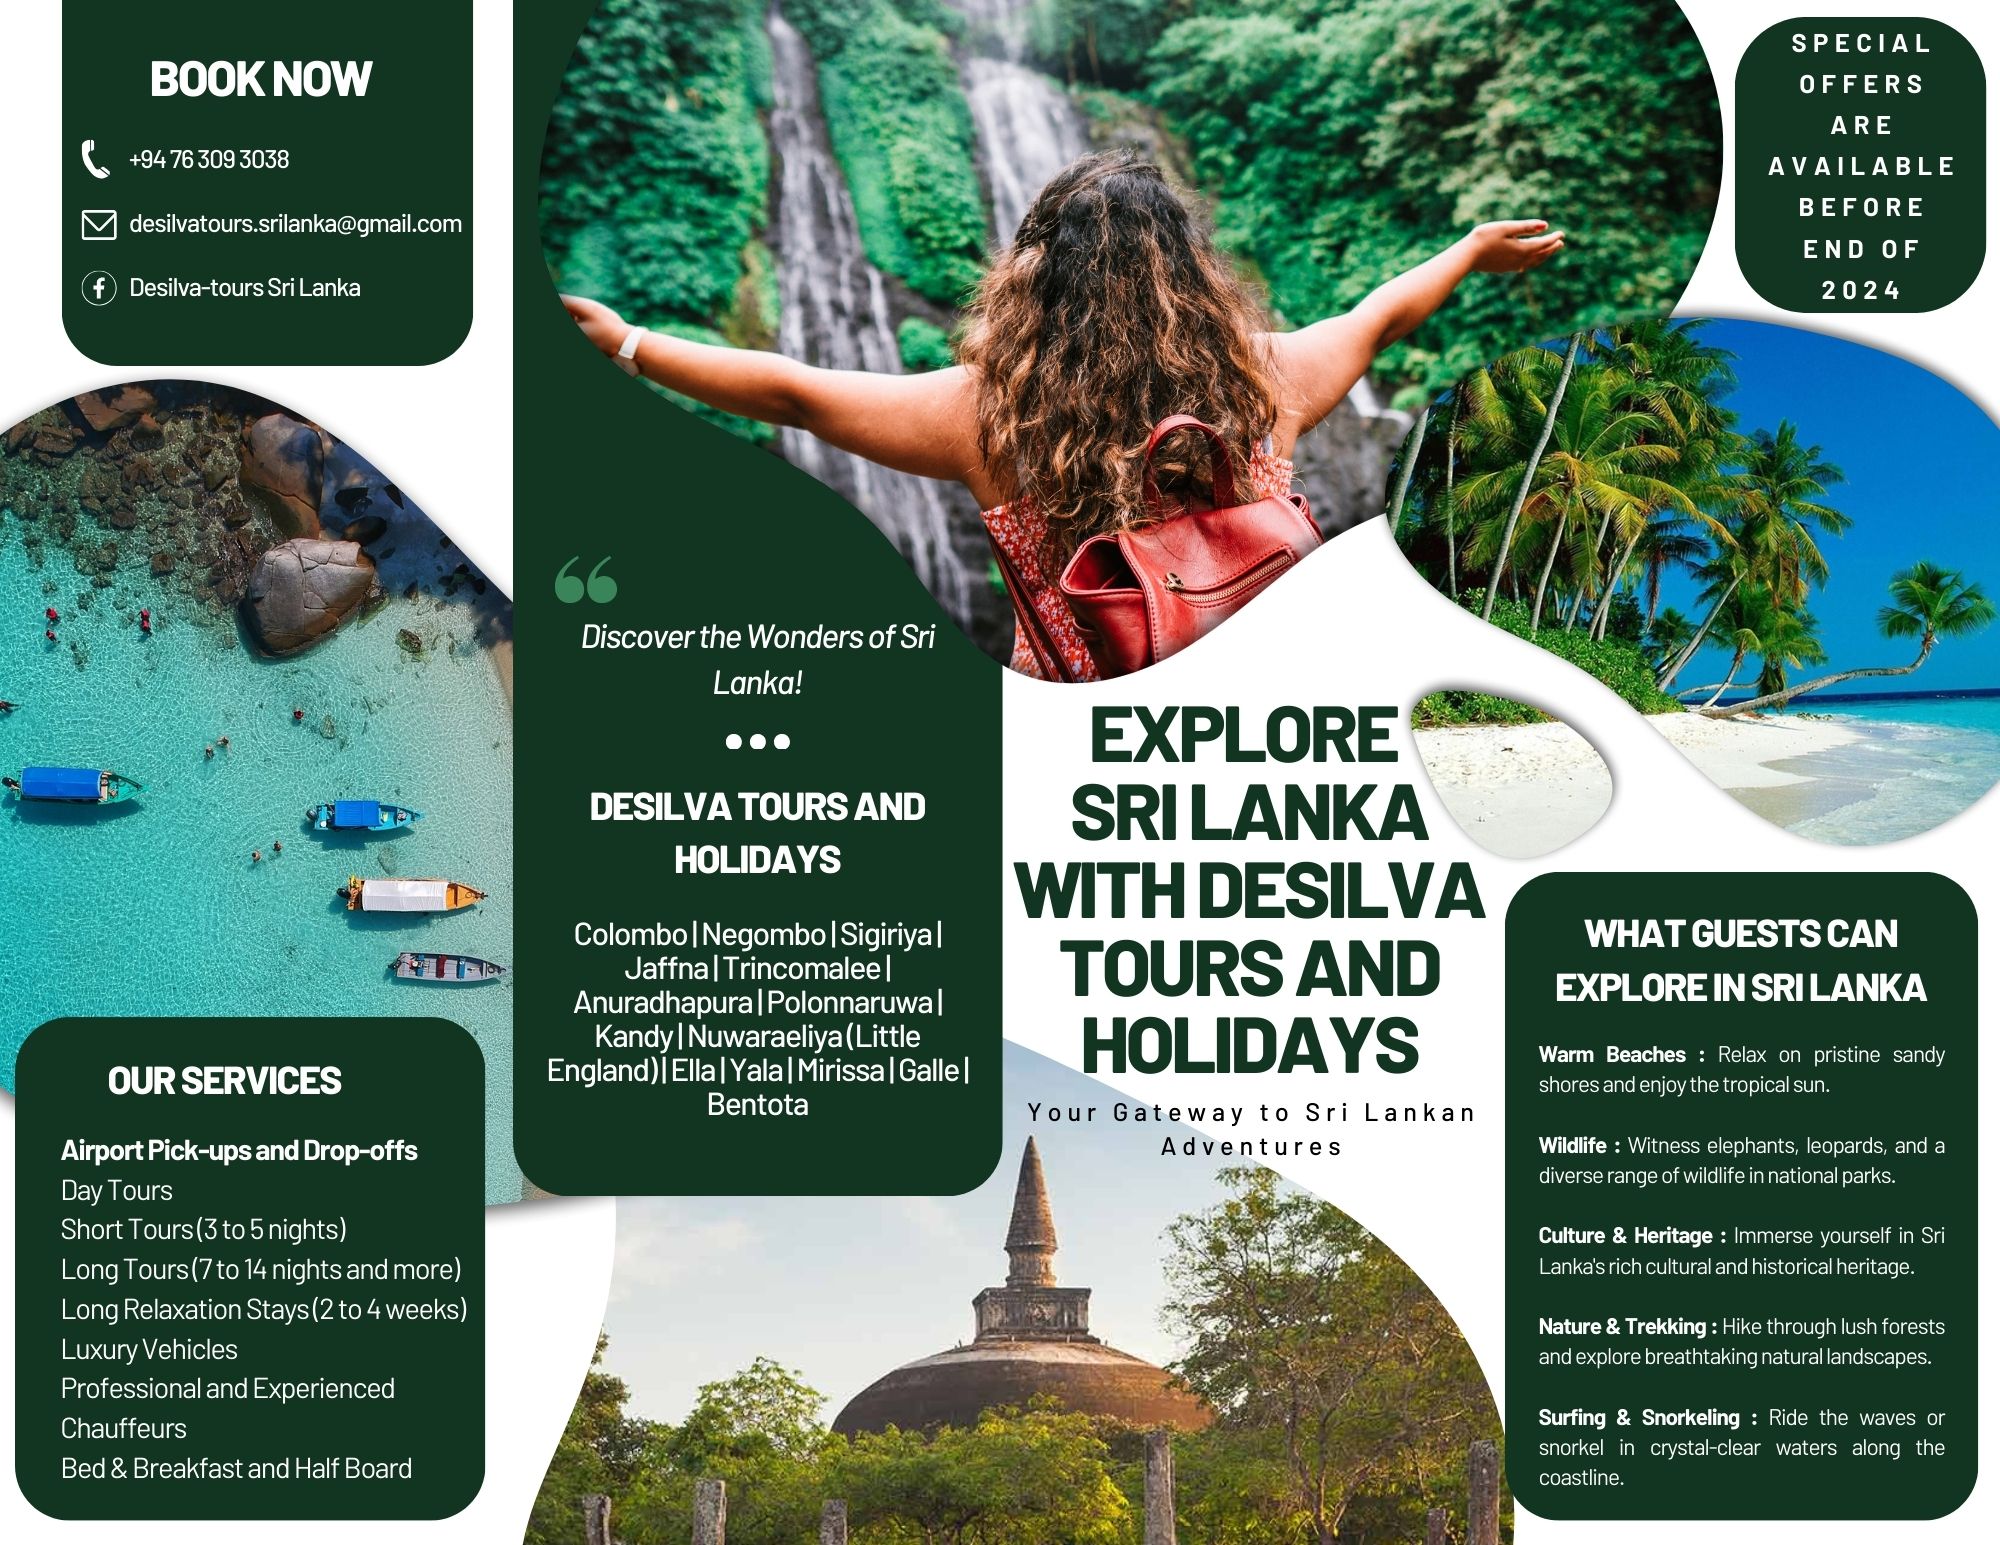 BOOK NOW
+94 76 309 3038
desilvatours.srilanka@gmail.com
Desilva-tours Sri Lanka
OUR SERVICES
Airport Pick-ups and Drop-offs
Day Tours
Short Tours (3 to 5 nights)
Long Tours (7 to 14 nights and more)
Long Relaxation Stays (2 to 4 weeks)
Luxury Vehicles
Professional and Experienced
Chauffeurs
Bed & Breakfast and Half Board
Discover the Wonders of Sri
Lanka!
DESILVA TOURS AND
HOLIDAYS
Colombo | Negombo | Sigiriya |
Jaffna | Trincomalee |
Anuradhapura | Polonnaruwa |
Kandy | Nuwaraeliya (Little
England) | Ella | Yala | Mirissa | Galle |
Bentota
EXPLORE
SRI LANKA
WITH DESILVA
TOURS AND
HOLIDAYS
Your Gateway to Sri Lankan
Adventures
SPECIAL
OFFERS
ARE
AVAILABLE
BEFORE
END OF
2024
WHAT GUESTS CAN
EXPLORE IN SRI LANKA
Warm Beaches : Relax on pristine sandy
shores and enjoy the tropical sun.
Wildlife : Witness elephants, leopards, and a
diverse range of wildlife in national parks.
Culture & Heritage : Immerse yourself in Sri
Lanka's rich cultural and historical heritage.
Nature & Trekking : Hike through lush forests
and explore breathtaking natural landscapes.
Surfing & Snorkeling : Ride the waves or
snorkel in crystal-clear waters along the
coastline.